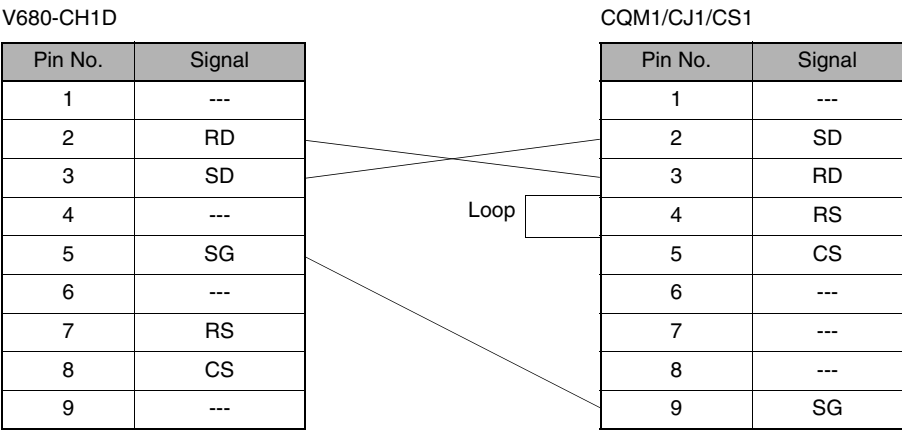 V680-CH1D
Pin No. Signal
1 ---
2 RD
3 SD
4 ---
5 SG
6 ---
7 RS
8 CS
9 ---
Loop
CQM1/CJ1/CS1
Pin No. Signal
1 ---
2 SD
3 RD
4 RS
5 CS
6 ---
7 ---
8 ---
9 SG